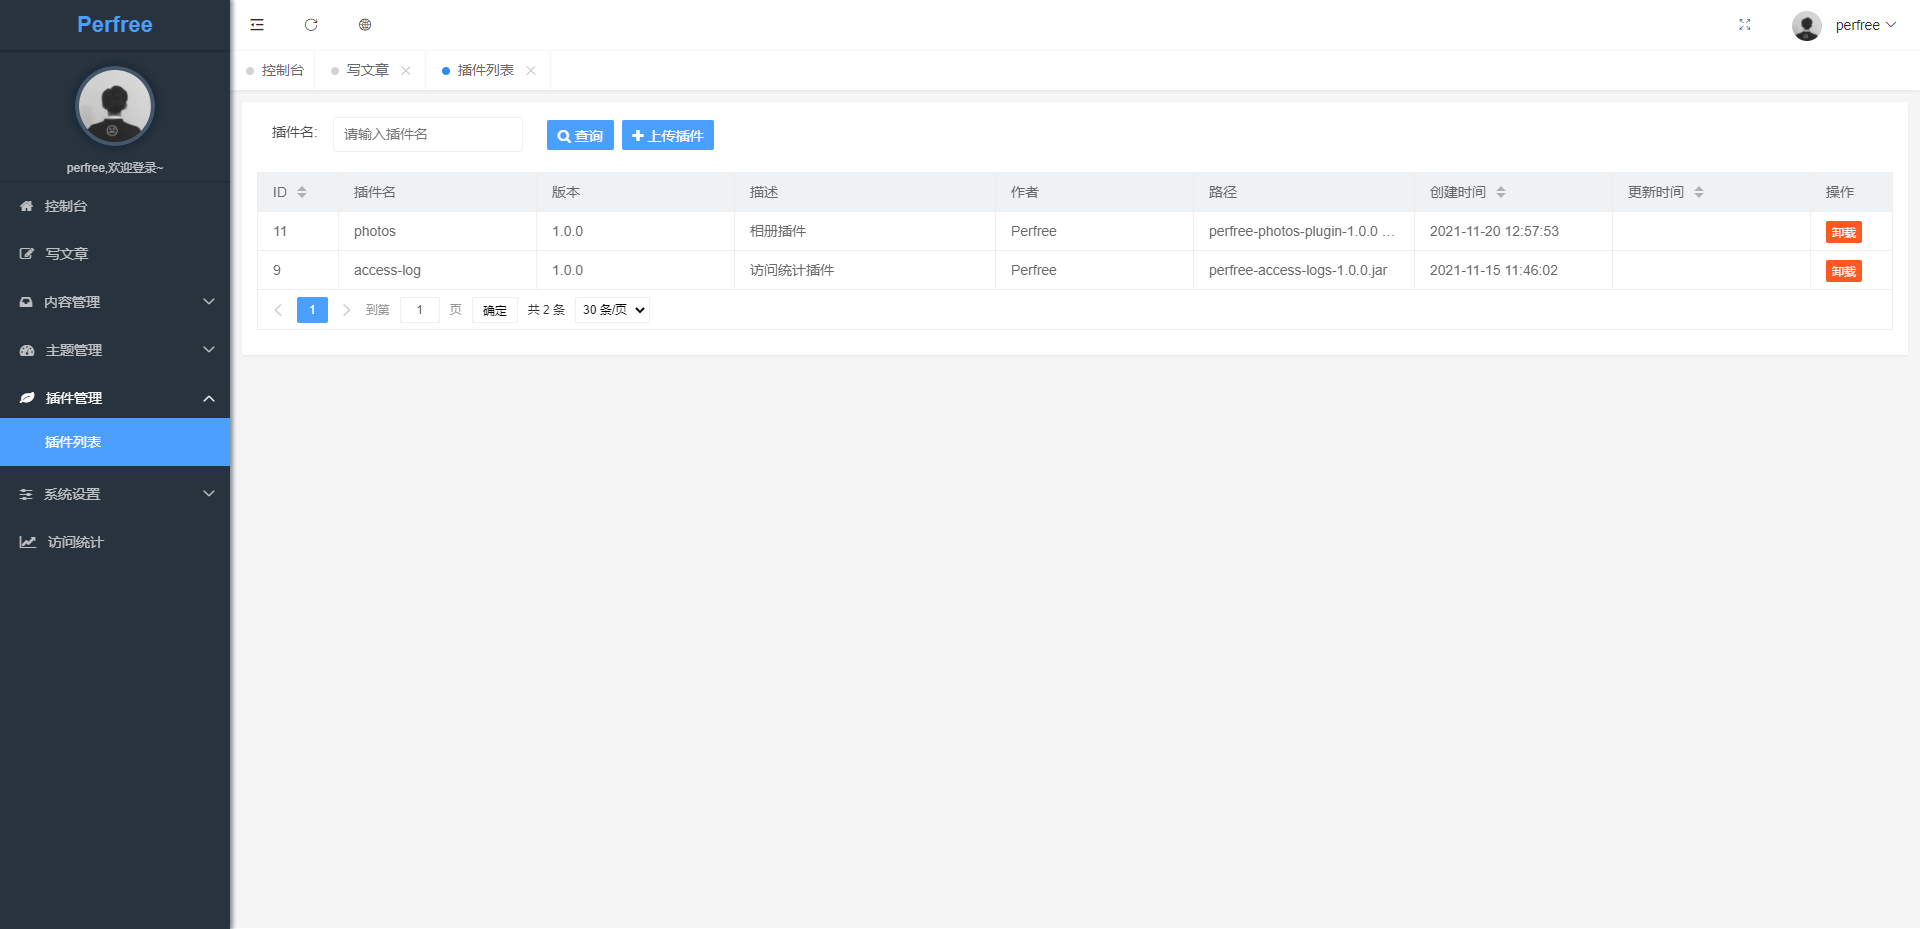 Perfree
perfree
控制台 写文章 插件列表
perfree,欢迎登录~
控制台
写文章
内容管理
主题管理
插件管理
插件列表
系统设置
访问统计
插件名: 请输入插件名 查询 上传插件
ID 插件名 版本 描述 作者 路径 创建时间 更新时间 操作
11 photos 1.0.0 相册插件 Perfree perfree-photos-plugin-1.0.0 ... 2021-11-20 12:57:53 卸载
9 access-log 1.0.0 访问统计插件 Perfree perfree-access-logs-1.0.0.jar 2021-11-15 11:46:02 卸载
1 到第 1 页 确定 共 2 条 30 条/页